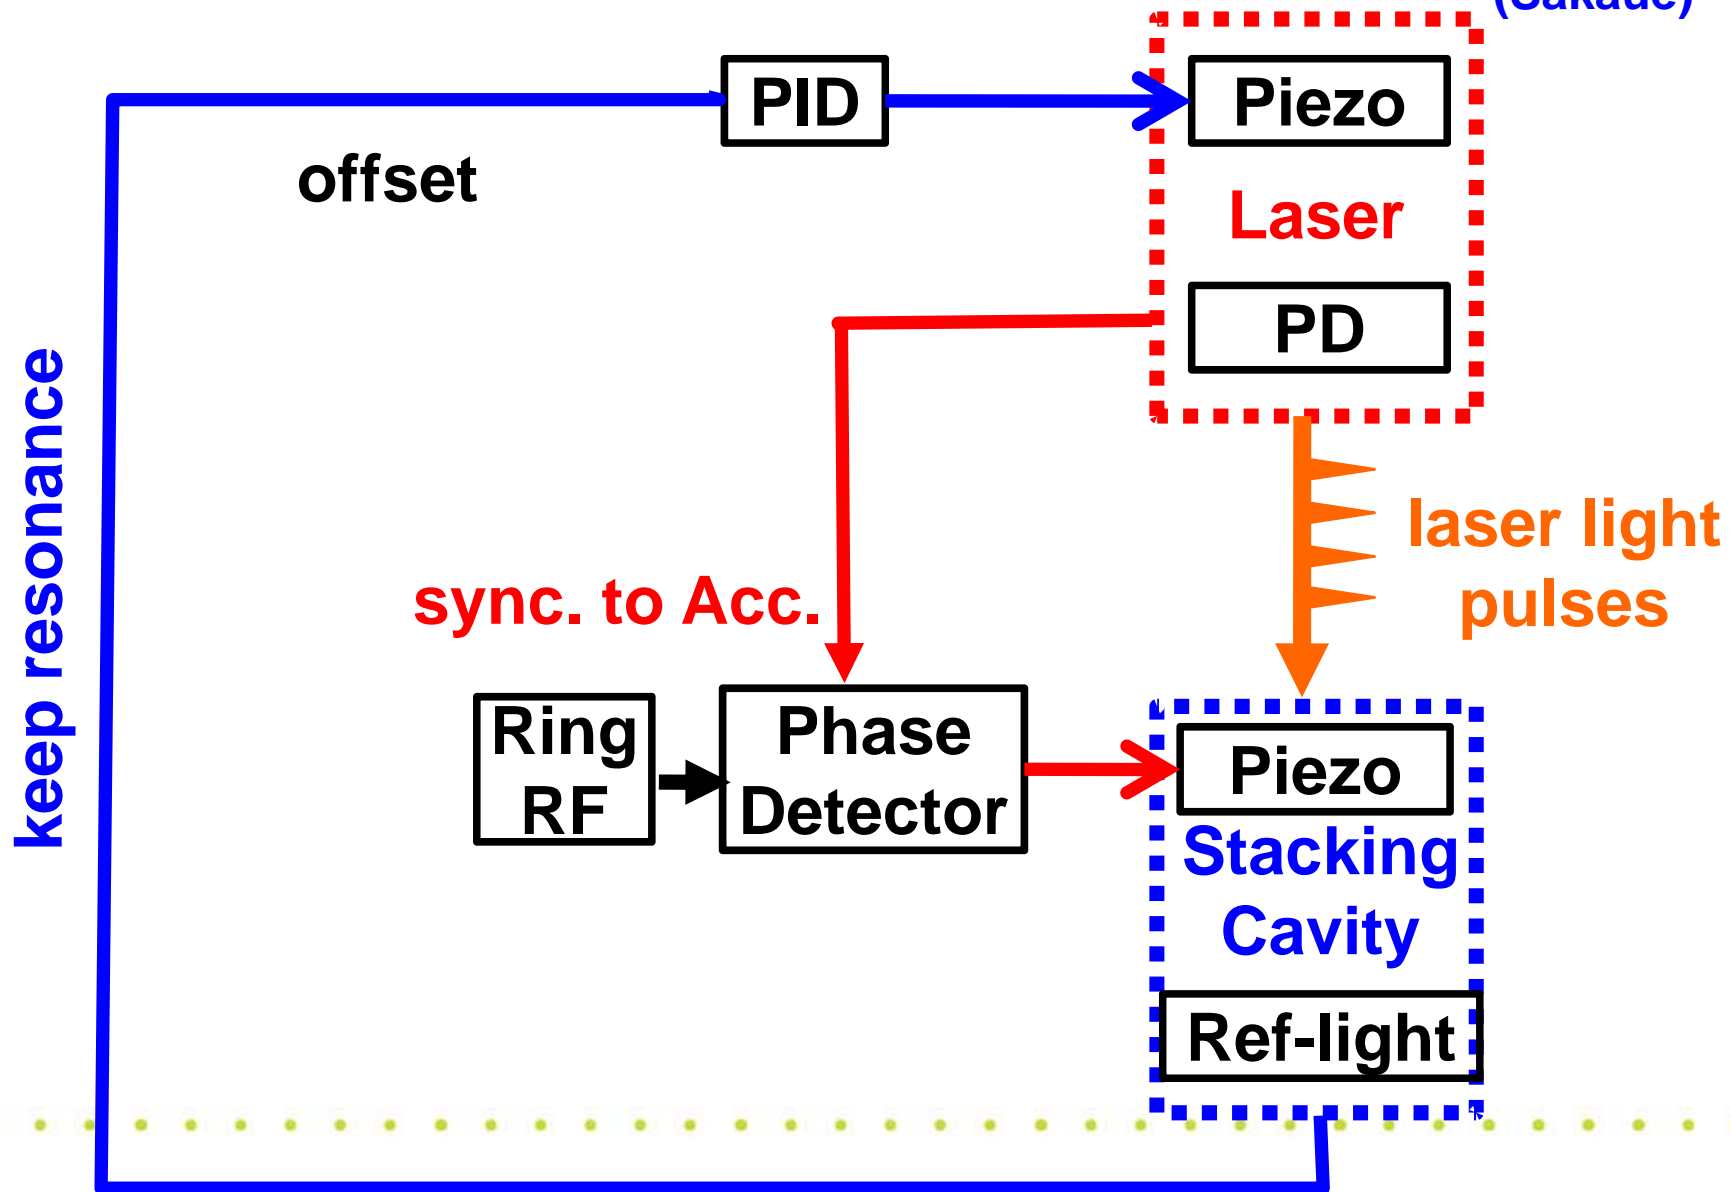 (Sakaue)
PID
Piezo
offset
Laser
PD
keep resonance
laser light
pulses
sync. to Acc.
Ring
RF
Phase
Detector
Piezo
Stacking
Cavity
Ref-light